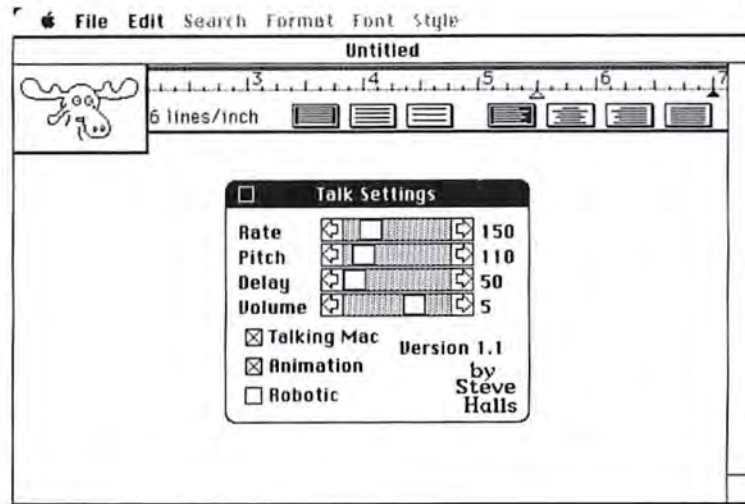 File Edit Search Format Font Style
Untitled
3 4 5 6 7
6 lines/inch
Talk Settings
Rate 150
Pitch 110
Delay 50
Volume 5
Talking Mac
Version 1.1
Animation
by
Steve
Robotic
Halls